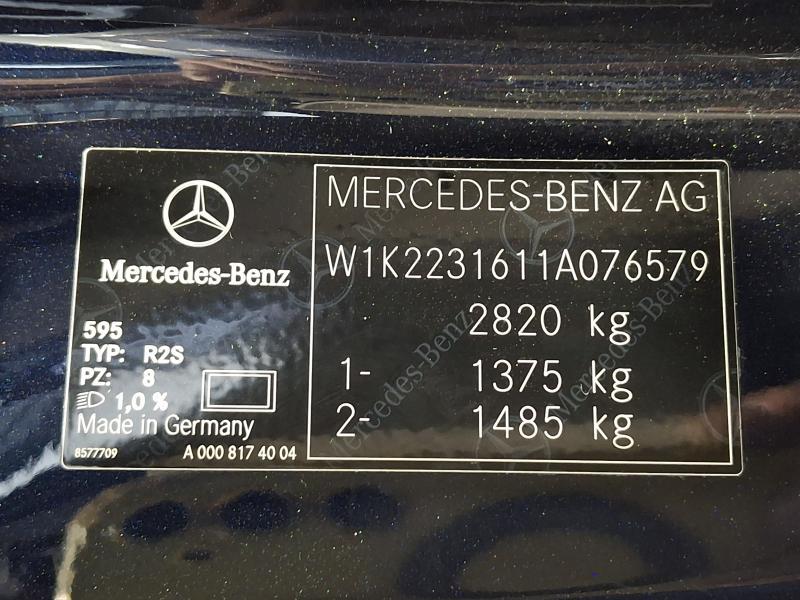 Mercedes-Benz
595
TYP: R2S
PZ: 8
1,0 %
Made in Germany
8577709
A 000 817 40 04
MERCEDES-BENZ AG
W1K2231611A076579
2820 kg
1- 1375 kg
2- 1485 kg